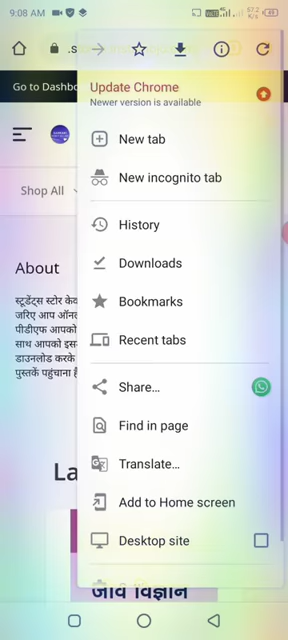 9:08 AM
Go to Dashbo
Shop All
About
स्टूडेंट्स स्टोर केव
जरिए आप ऑनल
पीडीएफ आपको
साथ आपको इस
डाउनलोड करके
पुस्तकें पहुंचाना है
La
Update Chrome
Newer version is available
New tab
New incognito tab
History
Downloads
Bookmarks
Recent tabs
Share...
Find in page
Translate...
Add to Home screen
Desktop site
जीव विज्ञान